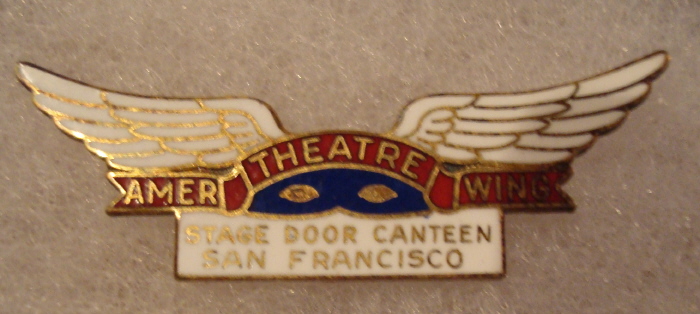 THEATRE
AMER WING
STAGE DOOR CANTEEN
SAN FRANCISCO